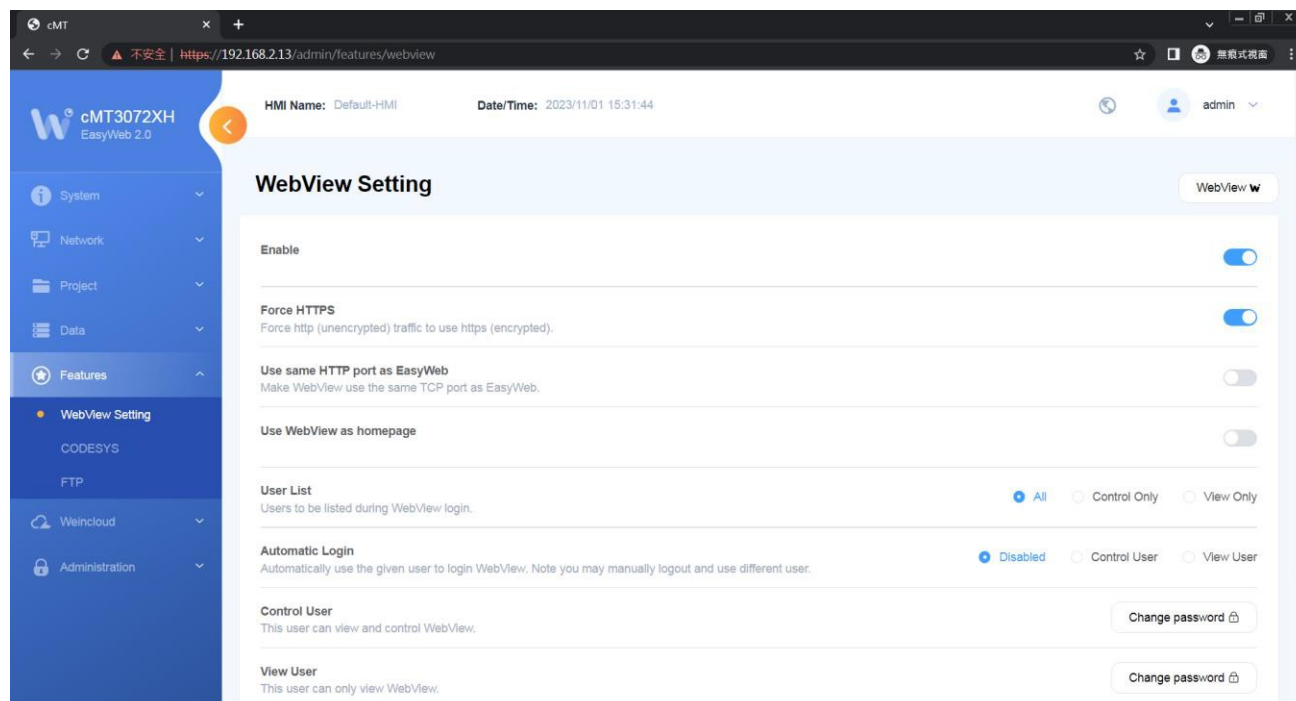 cMT
不安全 | https://192.168.2.13/admin/features/webview
無痕式視窗
cMT3072XH
EasyWeb 2.0
HMI Name: Default-HMI Date/Time: 2023/11/01 15:31:44
admin
System
Network
Project
Data
Features
WebView Setting
CODESYS
FTP
Weincloud
Administration
WebView Setting
WebView
Enable
Force HTTPS
Force http (unencrypted) traffic to use https (encrypted).
Use same HTTP port as EasyWeb
Make WebView use the same TCP port as EasyWeb.
Use WebView as homepage
User List
Users to be listed during WebView login.
All Control Only View Only
Automatic Login
Automatically use the given user to login WebView. Note you may manually logout and use different user.
Disabled Control User View User
Control User
This user can view and control WebView.
Change password
View User
This user can only view WebView.
Change password